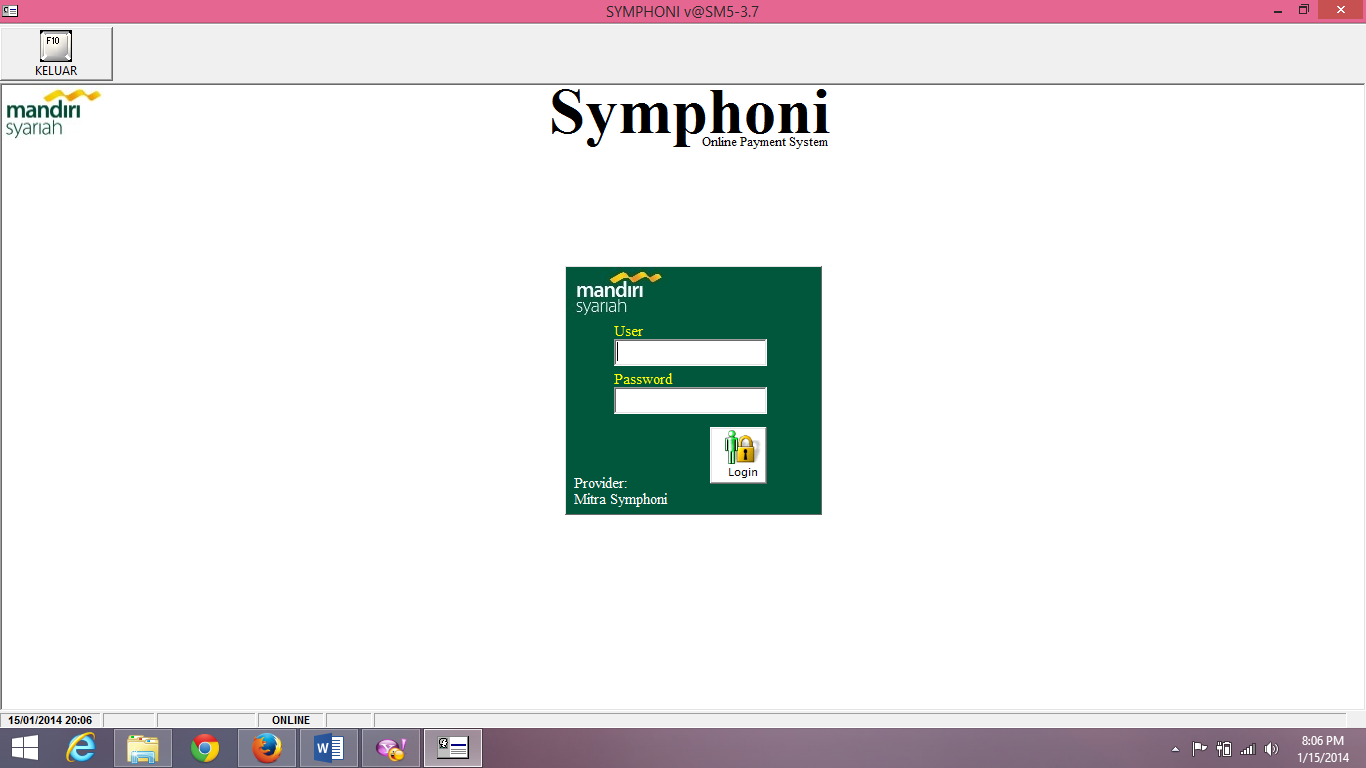 SYMPHONI v@SM5-3.7
F10
KELUAR
mandiri
syariah
Symphoni
Online Payment System
mandiri
syariah
User
Password
Login
Provider:
Mitra Symphoni
15/01/2014 20:06
ONLINE
8:06 PM
1/15/2014